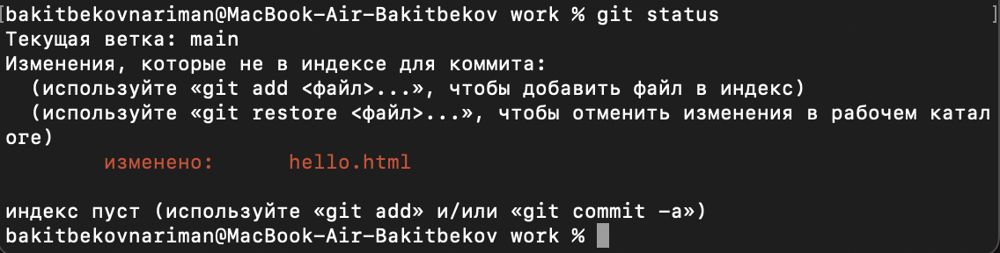 [bakitbekovnariman@MacBook-Air-Bakitbekov work % git status ]
Текущая ветка: main
Изменения, которые не в индексе для коммита:
  (используйте «git add <файл>...», чтобы добавить файл в индекс)
  (используйте «git restore <файл>...», чтобы отменить изменения в рабочем катал
оге)
        изменено:      hello.html

индекс пуст (используйте «git add» и/или «git commit -a»)
bakitbekovnariman@MacBook-Air-Bakitbekov work %